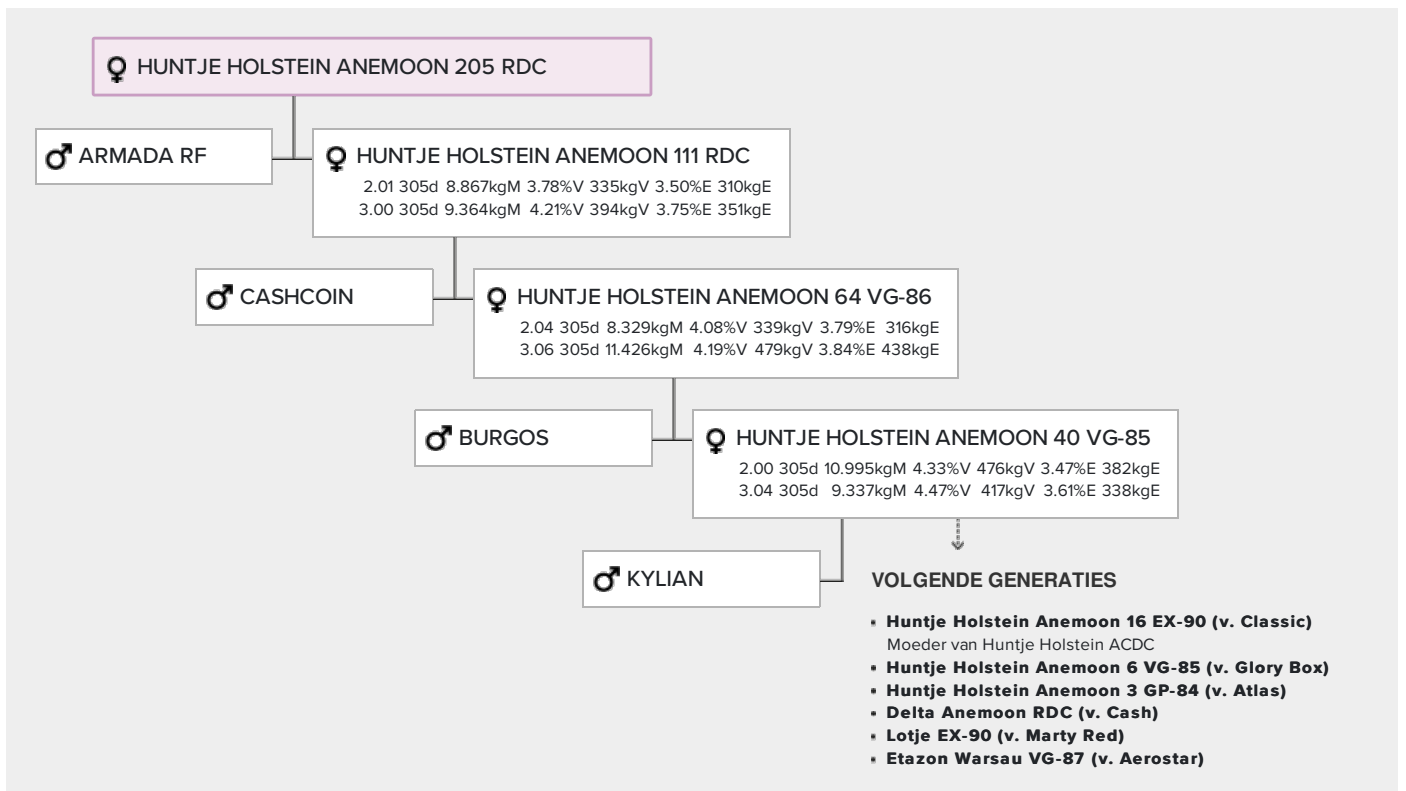 HUNTJE HOLSTEIN ANEMOON 205 RDC
ARMADA RF
HUNTJE HOLSTEIN ANEMOON 111 RDC
2.01 305d 8.867kgM 3.78%V 335kgV 3.50%E 310kgE
3.00 305d 9.364kgM 4.21%V 394kgV 3.75%E 351kgE
CASHCOIN
HUNTJE HOLSTEIN ANEMOON 64 VG-86
2.04 305d 8.329kgM 4.08%V 339kgV 3.79%E 316kgE
3.06 305d 11.426kgM 4.19%V 479kgV 3.84%E 438kgE
BURGOS
HUNTJE HOLSTEIN ANEMOON 40 VG-85
2.00 305d 10.995kgM 4.33%V 476kgV 3.47%E 382kgE
3.04 305d 9.337kgM 4.47%V 417kgV 3.61%E 338kgE
KYLIAN
VOLGENDE GENERATIES
Huntje Holstein Anemoon 16 EX-90 (v. Classic)
Moeder van Huntje Holstein ACDC
Huntje Holstein Anemoon 6 VG-85 (v. Glory Box)
Huntje Holstein Anemoon 3 GP-84 (v. Atlas)
Delta Anemoon RDC (v. Cash)
Lotje EX-90 (v. Marty Red)
Etazon Warsau VG-87 (v. Aerostar)